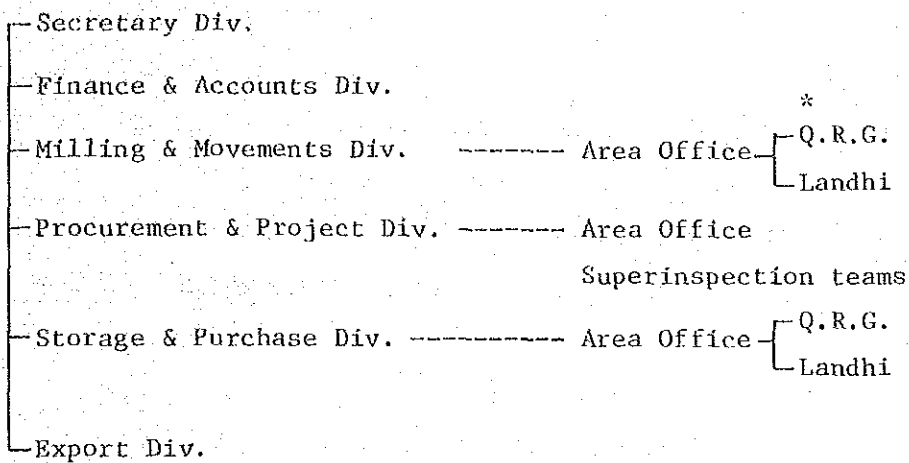 Secretary Div.
Finance & Accounts Div.
*
Milling & Movements Div. ------- Area Office Q.R.G.
Landhi
Procurement & Project Div. ------- Area Office
Superinspection teams
Storage & Purchase Div. ---------- Area Office Q.R.G.
Landhi
Export Div.